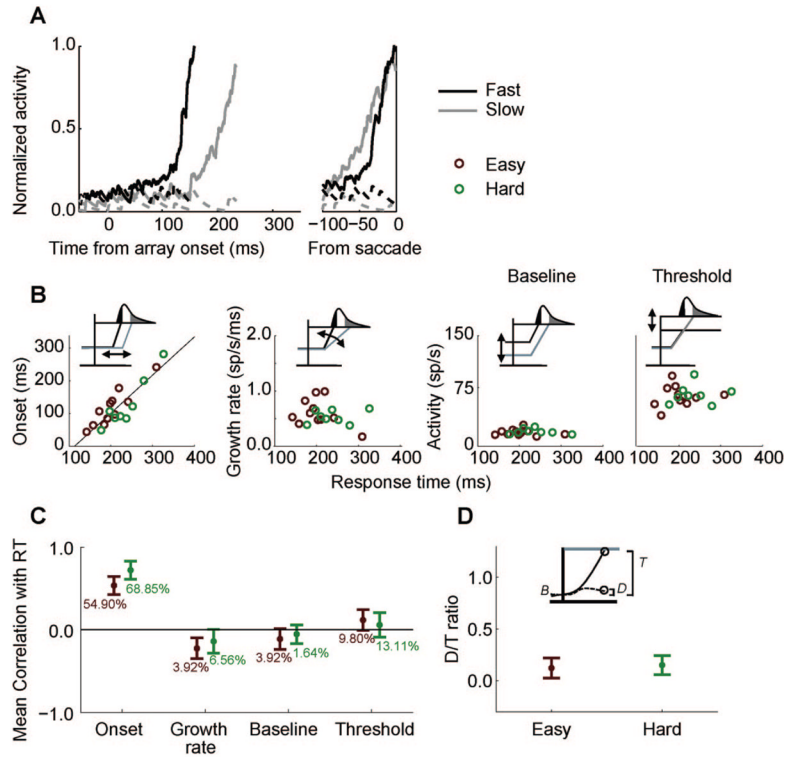 A
Normalized activity
1.0
0.5
0.0
0 100 200 300
Time from array onset (ms)
−100−50 0
From saccade
Fast
Slow
Easy
Hard
B
Baseline
Threshold
Onset (ms)
300
200
100
0
100 200 300 400
Growth rate (sp/s/ms)
2.0
1.0
0.0
100 200 300 400
Activity (sp/s)
150
75
0
100 200 300 400
100 200 300 400
Response time (ms)
C
Mean Correlation with RT
1.0
0.0
−1.0
54.90%
68.85%
3.92%
6.56%
3.92%
1.64%
9.80%
13.11%
Onset
Growth rate
Baseline
Threshold
D
D/T ratio
1.0
0.5
0.0
B
D
T
Easy
Hard